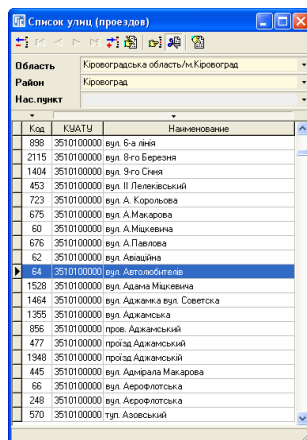 Список улиц (проездов)
Область Кіровоградська область/м.Кіровоград
Район Кіровоград
Нас.пункт
Код КУАТУ Наименование
898 3510100000 вул. 6-а лінія
2115 3510100000 вул. 8-го Березня
1404 3510100000 вул. 9-го Січня
453 3510100000 вул. II Лелеківський
723 3510100000 вул. А. Корольова
675 3510100000 вул. А.Макарова
60 3510100000 вул. А.Міцкевича
676 3510100000 вул. А.Павлова
62 3510100000 вул. Авіаційна
64 3510100000 вул. Автолюбителів
1528 3510100000 вул. Адама Міцкевича
1464 3510100000 вул. Аджамка вул. Советска
1355 3510100000 вул. Аджамська
856 3510100000 пров. Аджамський
477 3510100000 проїзд Аджамський
1948 3510100000 проїзд Аджамській
445 3510100000 вул. Адмірала Макарова
66 3510100000 вул. Аерофлотська
248 3510100000 вул. Аєрофлотська
570 3510100000 туп. Азовський